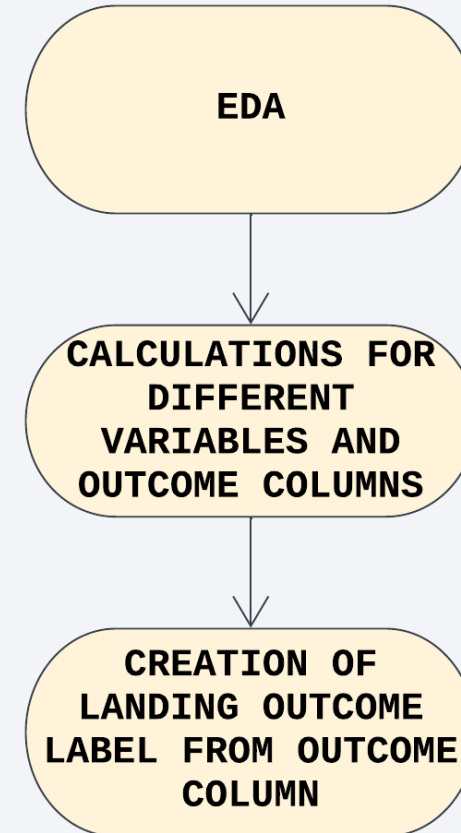 EDA
CALCULATIONS FOR
DIFFERENT
VARIABLES AND
OUTCOME COLUMNS
CREATION OF
LANDING OUTCOME
LABEL FROM OUTCOME
COLUMN